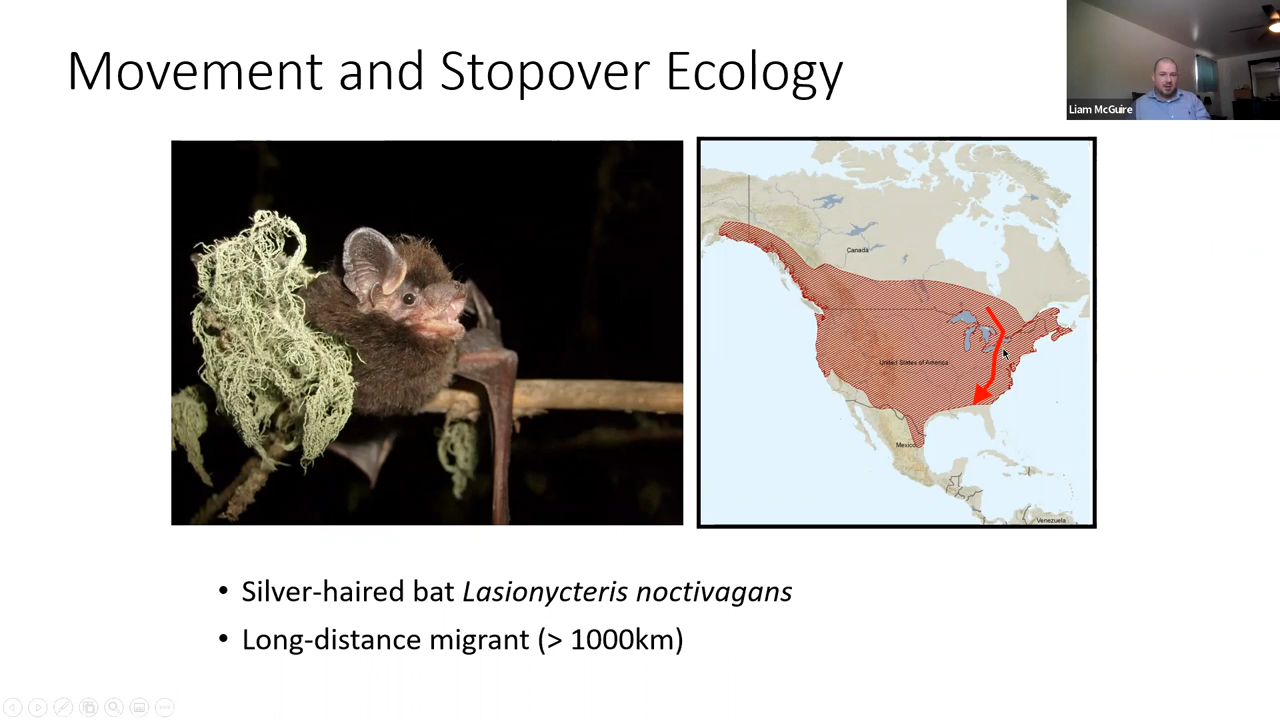 Movement and Stopover Ecology
Liam McGuire
Canada
United States of America
Mexico
Venezuela
• Silver-haired bat Lasionycteris noctivagans
• Long-distance migrant (> 1000km)